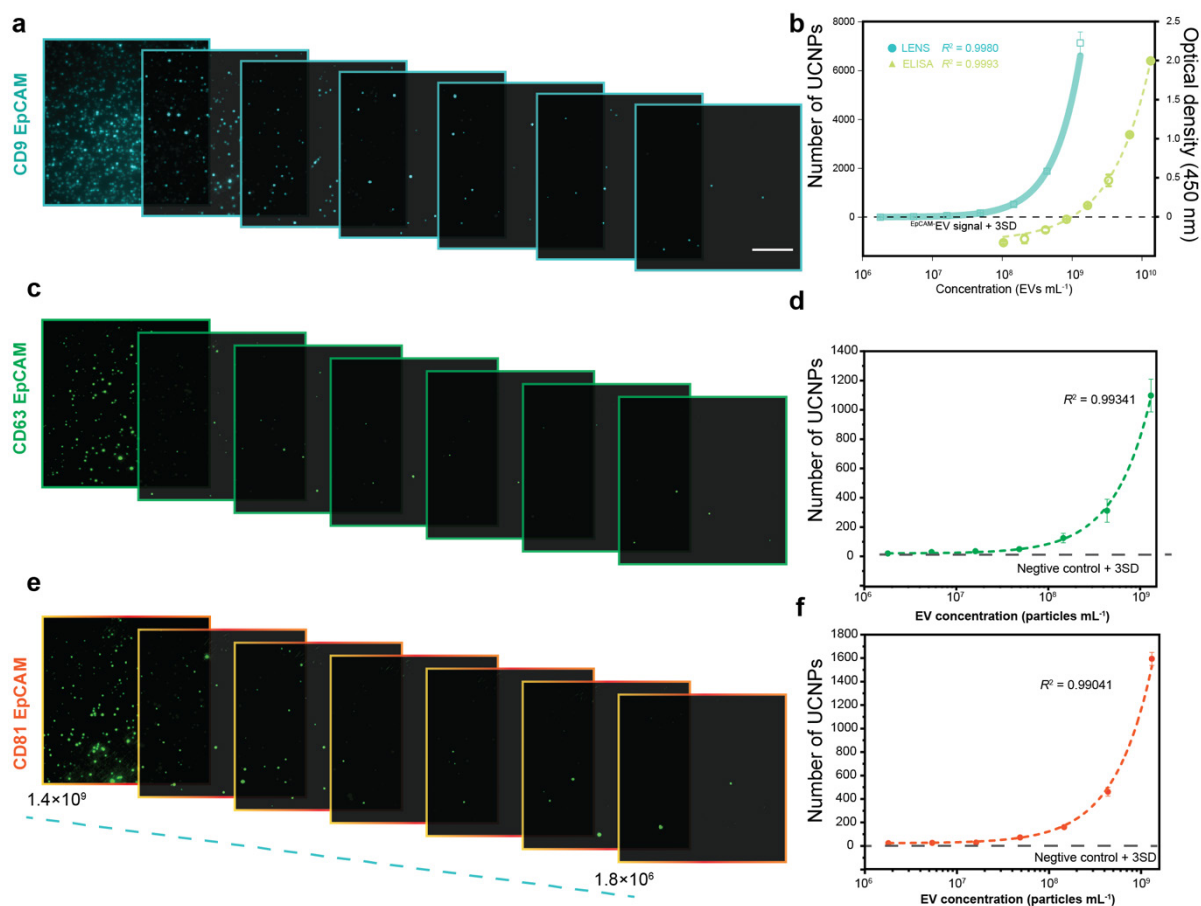 a
CD9 EpCAM
b
Number of UCNPs
8000
6000
4000
2000
0
LENS R² = 0.9980
ELISA R² = 0.9993
EpCAM-EV signal + 3SD
2.5
2.0
1.5
1.0
0.5
0
Optical density (450 nm)
10⁶ 10⁷ 10⁸ 10⁹ 10¹⁰
Concentration (EVs mL⁻¹)
c
CD63 EpCAM
d
Number of UCNPs
1400
1200
1000
800
600
400
200
0
R² = 0.99341
Negtive control + 3SD
10⁶ 10⁷ 10⁸ 10⁹
EV concentration (particles mL⁻¹)
e
CD81 EpCAM
1.4×10⁹
1.8×10⁶
f
Number of UCNPs
1800
1600
1400
1200
1000
800
600
400
200
0
R² = 0.99041
Negtive control + 3SD
10⁶ 10⁷ 10⁸ 10⁹
EV concentration (particles mL⁻¹)